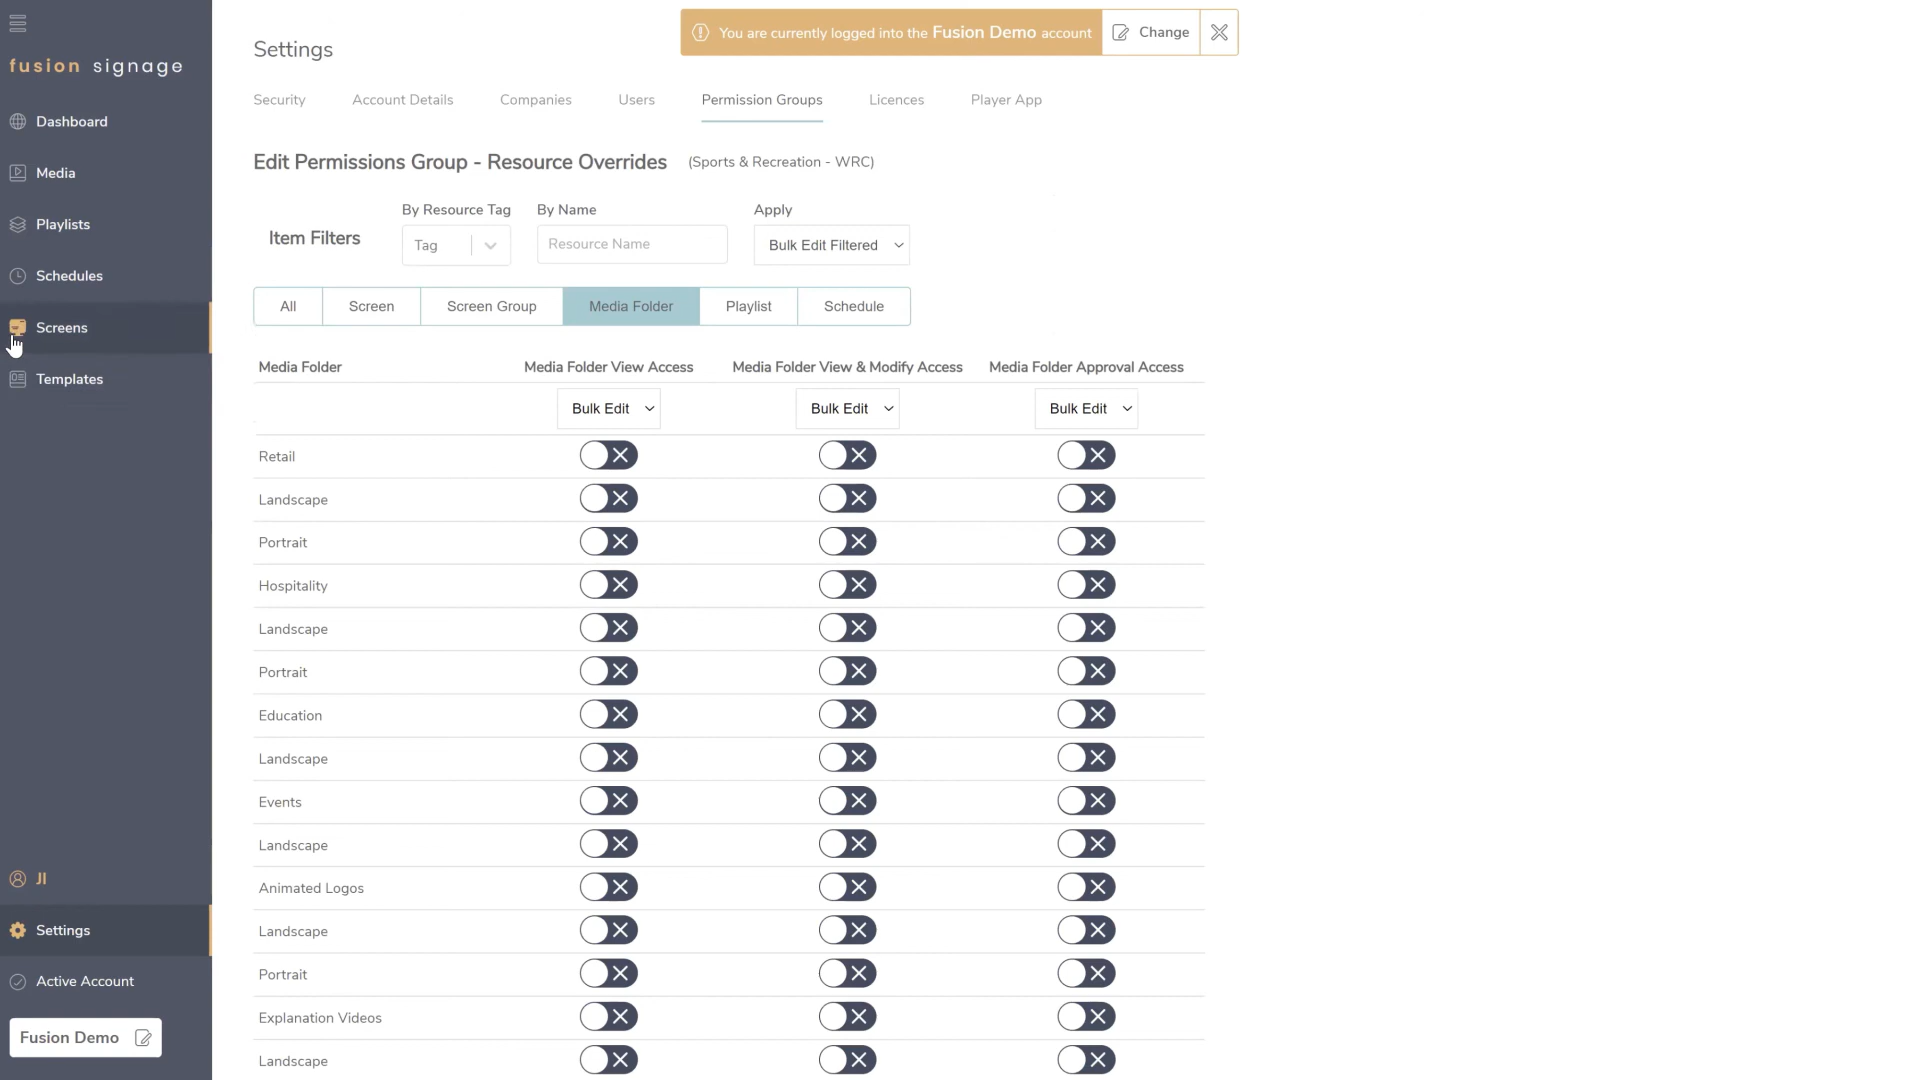 You are currently logged into the Fusion Demo account
Change
Settings
fusion signage
Security
Account Details
Companies
Users
Permission Groups
Licences
Player App
Dashboard
Media
Playlists
Schedules
Screens
Templates
Edit Permissions Group - Resource Overrides (Sports & Recreation - WRC)
Item Filters
By Resource Tag
By Name
Apply
Tag
Resource Name
Bulk Edit Filtered
All
Screen
Screen Group
Media Folder
Playlist
Schedule
Media Folder
Media Folder View Access
Media Folder View & Modify Access
Media Folder Approval Access
Bulk Edit
Bulk Edit
Bulk Edit
Retail
Landscape
Portrait
Hospitality
Landscape
Portrait
Education
Landscape
Events
Landscape
Animated Logos
Landscape
Portrait
Explanation Videos
Landscape
JI
Settings
Active Account
Fusion Demo